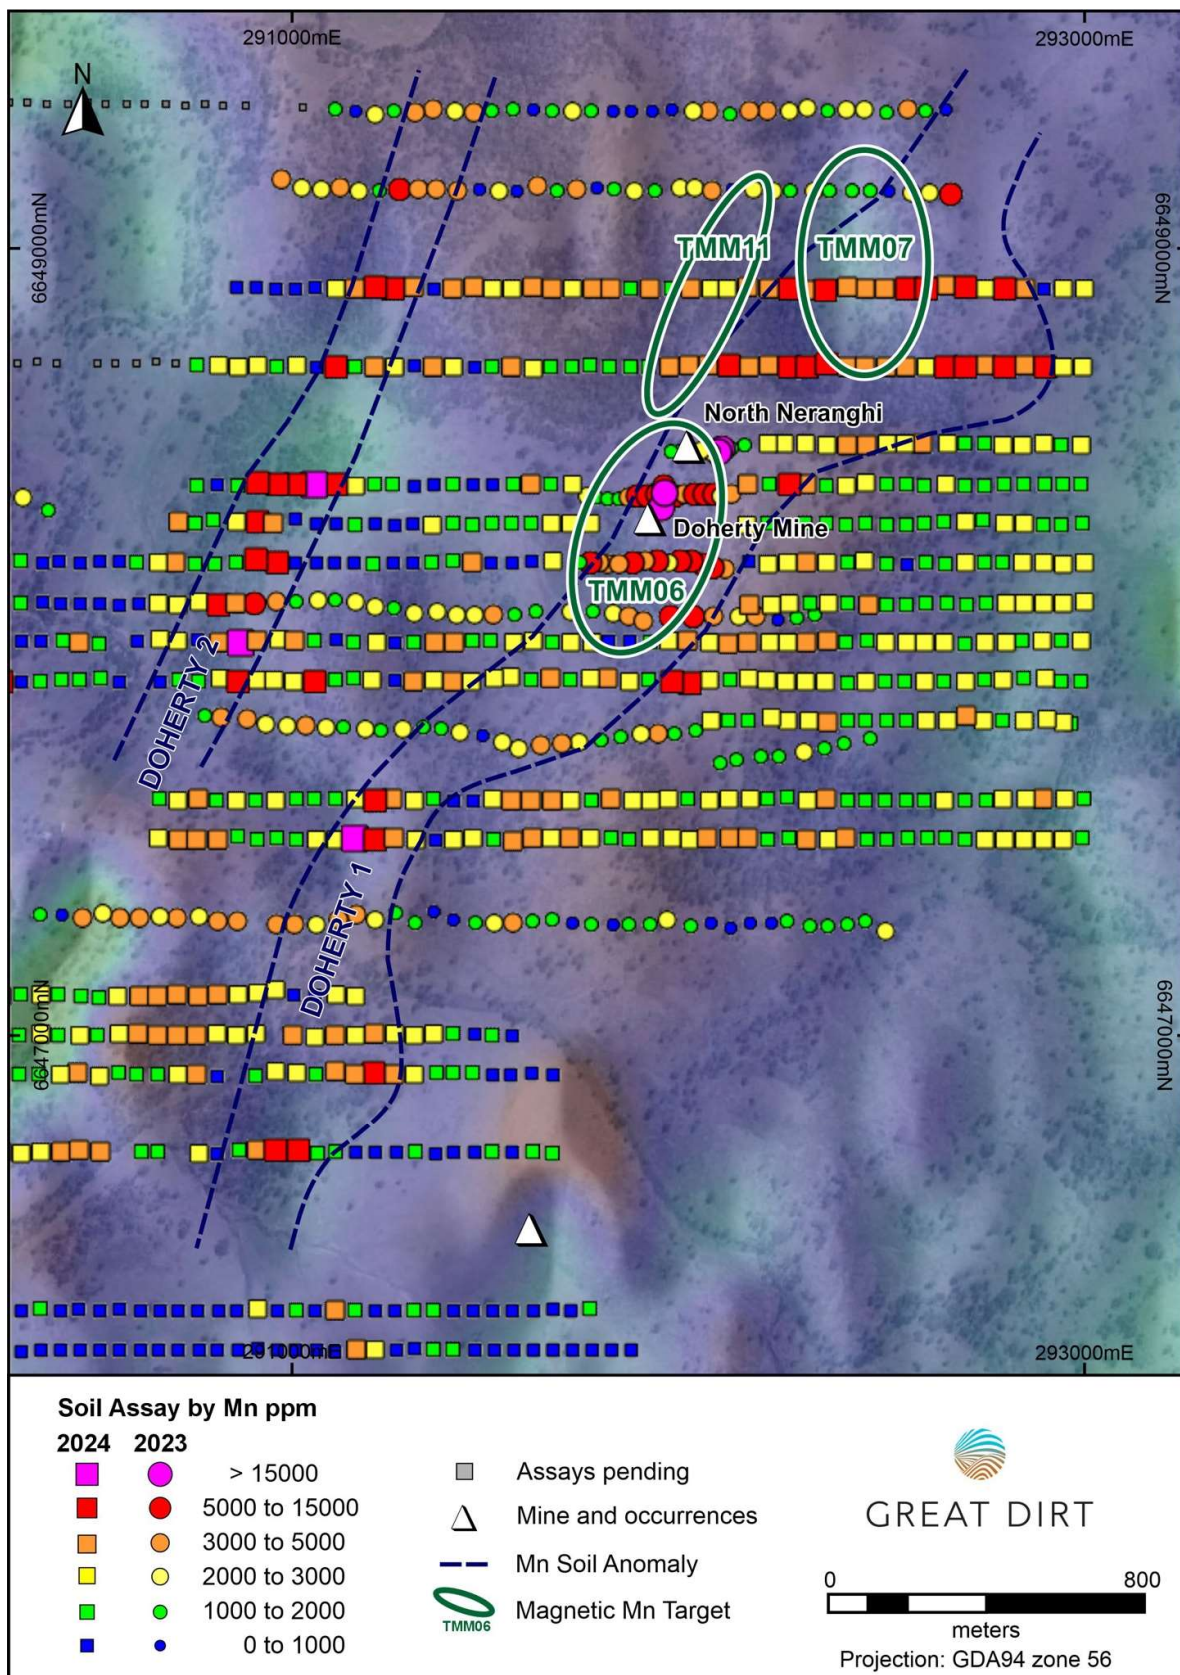 291000mE
293000mE
N
6649000mN
6649000mN
TMM11
TMM07
North Neranghi
Doherty Mine
TMM06
DOHERTY 2
DOHERTY 1
6647000mN
6647000mN
291000mE
293000mE
Soil Assay by Mn ppm
2024 2023
> 15000
5000 to 15000
3000 to 5000
2000 to 3000
1000 to 2000
0 to 1000
Assays pending
Mine and occurrences
Mn Soil Anomaly
Magnetic Mn Target
TMM06
GREAT DIRT
0 800
meters
Projection: GDA94 zone 56